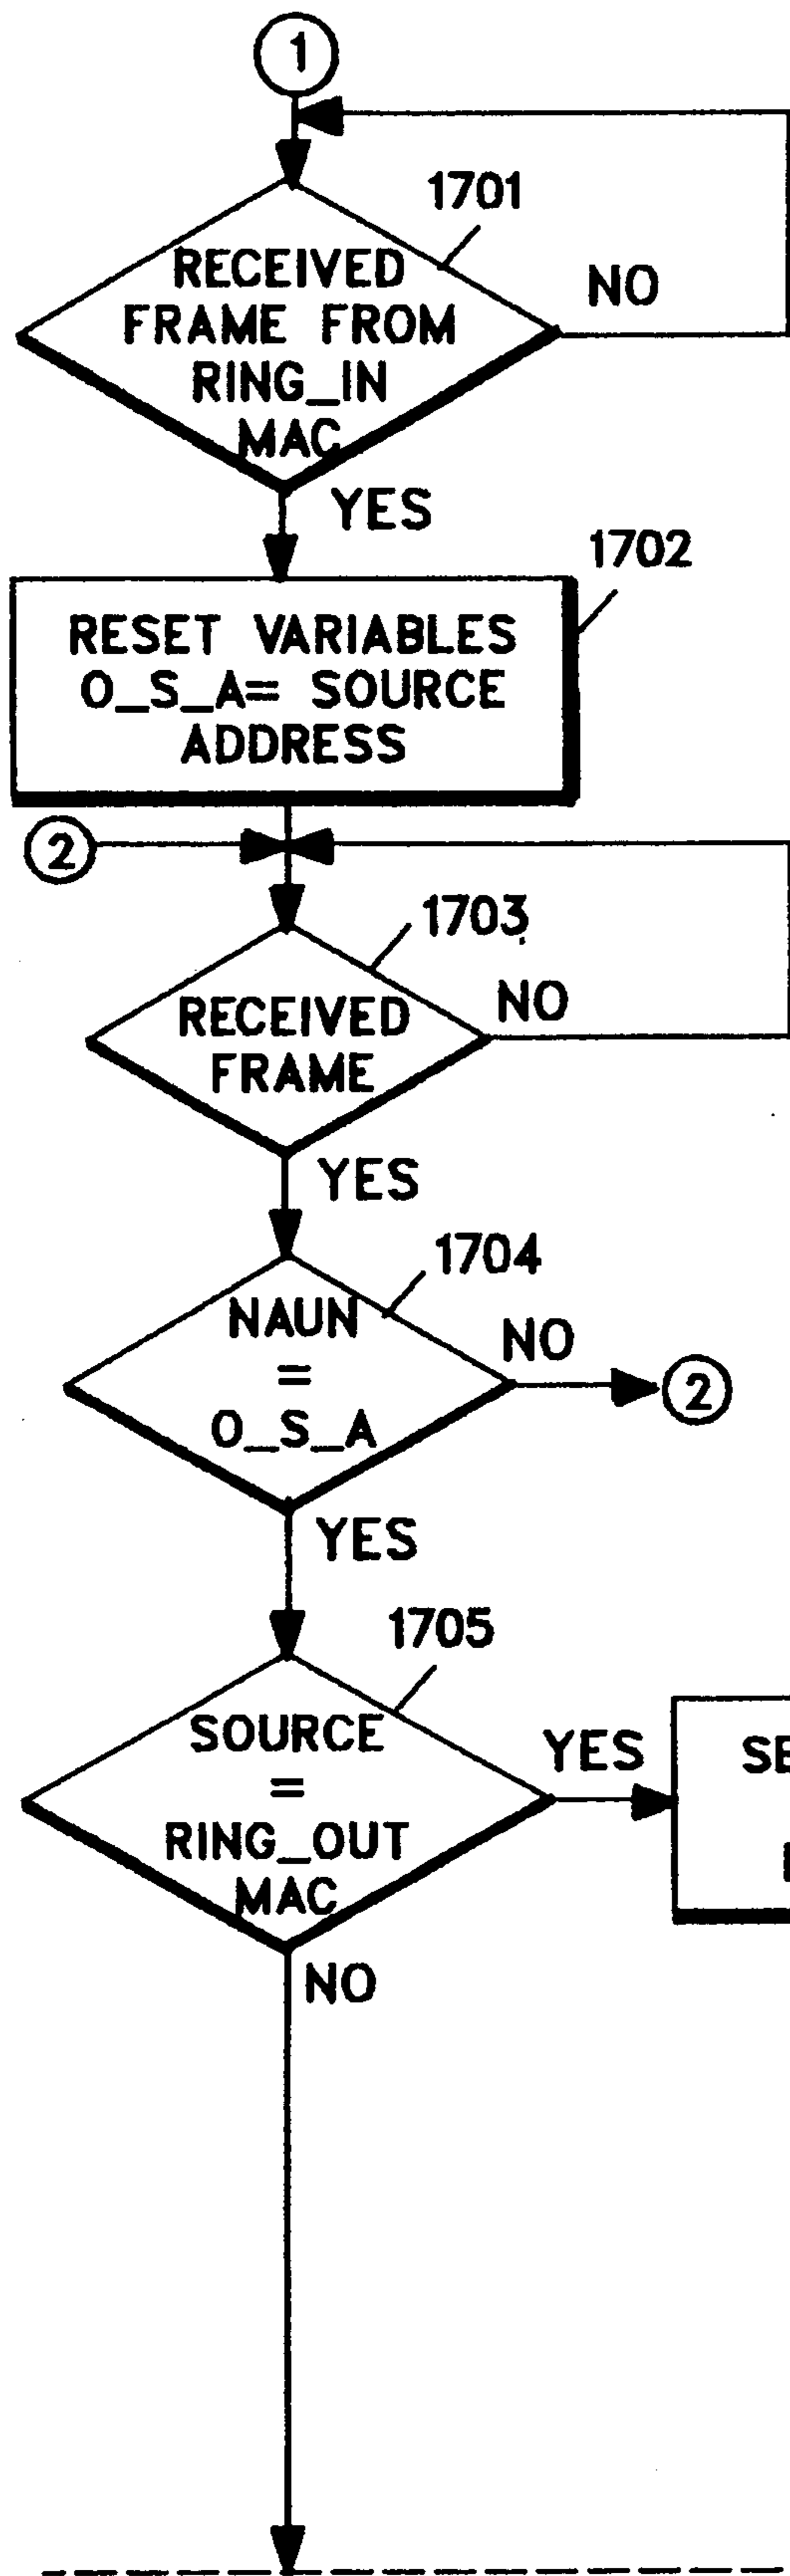 1
1701
RECEIVED
FRAME FROM
RING_IN
MAC
NO
YES
1702
RESET VARIABLES
O_S_A= SOURCE
ADDRESS
2
1703
RECEIVED
FRAME
NO
YES
1704
NAUN
=
O_S_A
NO
2
YES
1705
SOURCE
=
RING_OUT
MAC
YES
NO